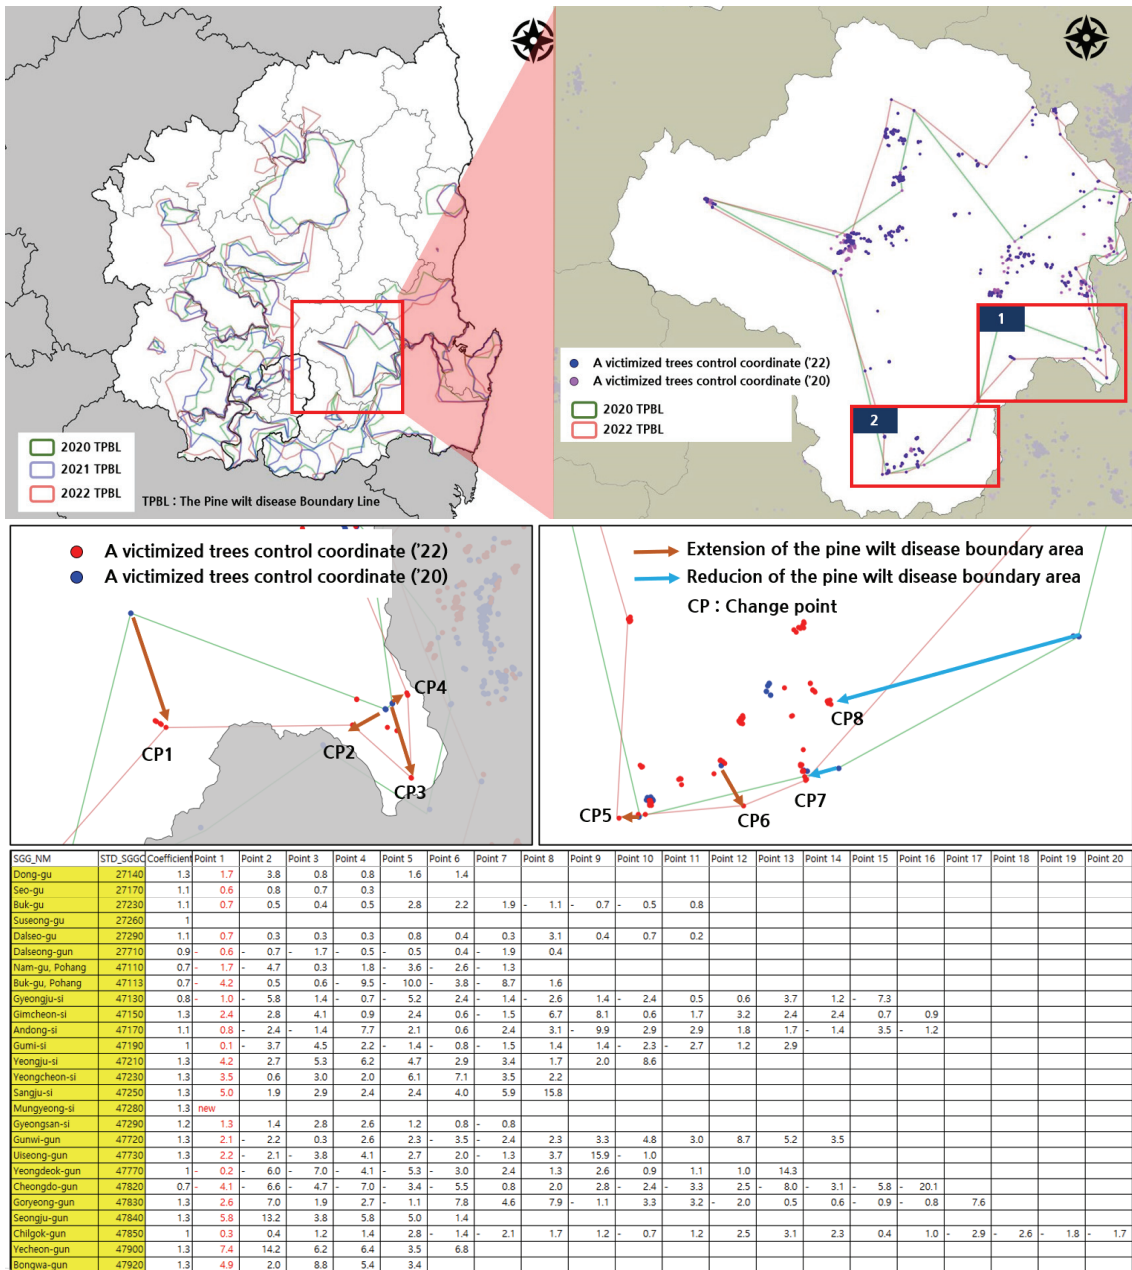 2020 TPBL
2021 TPBL
2022 TPBL
TPBL : The Pine wilt disease Boundary Line
A victimized trees control coordinate ('22)
A victimized trees control coordinate ('20)
2020 TPBL
2022 TPBL
1
2
A victimized trees control coordinate ('22)
A victimized trees control coordinate ('20)
CP1
CP2
CP3
CP4
Extension of the pine wilt disease boundary area
Reducion of the pine wilt disease boundary area
CP : Change point
CP5
CP6
CP7
CP8
SGG_NM STD_SGGC Coefficient Point 1 Point 2 Point 3 Point 4 Point 5 Point 6 Point 7 Point 8 Point 9 Point 10 Point 11 Point 12 Point 13 Point 14 Point 15 Point 16 Point 17 Point 18 Point 19 Point 20
Dong-gu 27140 1.3 1.7 3.8 0.8 0.8 1.6 1.4
Seo-gu 27170 1.1 0.6 0.8 0.7 0.3
Buk-gu 27230 1.1 0.7 0.5 0.4 0.5 2.8 2.2 1.9 - 1.1 - 0.7 - 0.5 0.8
Suseong-gu 27260 1
Dalseo-gu 27290 1.1 0.7 0.3 0.3 0.3 0.8 0.4 0.3 3.1 0.4 0.7 0.2
Dalseong-gun 27710 0.9 - 0.6 - 0.7 - 1.7 - 0.5 - 0.5 0.4 - 1.9 0.4
Nam-gu, Pohang 47110 0.7 - 1.7 - 4.7 0.3 1.8 - 3.6 - 2.6 - 1.3
Buk-gu, Pohang 47113 0.7 - 4.2 0.5 0.6 - 9.5 - 10.0 - 3.8 - 8.7 1.6
Gyeongju-si 47130 0.8 - 1.0 - 5.8 1.4 - 0.7 - 5.2 2.4 - 1.4 - 2.6 1.4 - 2.4 0.5 0.6 3.7 1.2 - 7.3
Gimcheon-si 47150 1.3 2.4 2.8 4.1 0.9 2.4 0.6 - 1.5 6.7 8.1 0.6 1.7 3.2 2.4 2.4 0.7 0.9
Andong-si 47170 1.1 0.8 - 2.4 - 1.4 7.7 2.1 0.6 2.4 3.1 - 9.9 2.9 2.9 1.8 1.7 - 1.4 3.5 - 1.2
Gumi-si 47190 1 0.1 - 3.7 4.5 2.2 - 1.4 - 0.8 - 1.5 1.4 1.4 - 2.3 - 2.7 1.2 2.9
Yeongju-si 47210 1.3 4.2 2.7 5.3 6.2 4.7 2.9 3.4 1.7 2.0 8.6
Yeongcheon-si 47230 1.3 3.5 0.6 3.0 2.0 6.1 7.1 3.5 2.2
Sangju-si 47250 1.3 5.0 1.9 2.9 2.4 2.4 4.0 5.9 15.8
Mungyeong-si 47280 1.3 new
Gyeongsan-si 47290 1.2 1.3 1.4 2.8 2.6 1.2 0.8 - 0.8
Gunwi-gun 47720 1.3 2.1 - 2.2 0.3 2.6 2.3 - 3.5 - 2.4 2.3 3.3 4.8 3.0 8.7 5.2 3.5
Uiseong-gun 47730 1.3 2.2 - 2.1 - 3.8 4.1 2.7 2.0 - 1.3 3.7 15.9 - 1.0
Yeongdeok-gun 47770 1 - 0.2 - 6.0 - 7.0 - 4.1 - 5.3 - 3.0 2.4 1.3 2.6 0.9 1.1 1.0 14.3
Cheongdo-gun 47820 0.7 - 4.1 - 6.6 - 4.7 - 7.0 - 3.4 - 5.5 0.8 2.0 2.8 - 2.4 - 3.3 2.5 - 8.0 - 3.1 - 5.8 - 20.1
Goryeong-gun 47830 1.3 2.6 7.0 1.9 2.7 - 1.1 7.8 4.6 7.9 - 1.1 3.3 3.2 - 2.0 0.5 0.6 - 0.9 - 0.8 7.6
Seongju-gun 47840 1.3 5.8 13.2 3.8 5.8 5.0 1.4
Chilgok-gun 47850 1 0.3 0.4 1.2 1.4 2.8 - 1.4 - 2.1 1.7 1.2 - 0.7 1.2 2.5 3.1 2.3 0.4 1.0 - 2.9 - 2.6 - 1.8 - 1.7
Yecheon-gun 47900 1.3 7.4 14.2 6.2 6.4 3.5 6.8
Bongwa-gun 47920 1.3 4.9 2.0 8.8 5.4 3.4